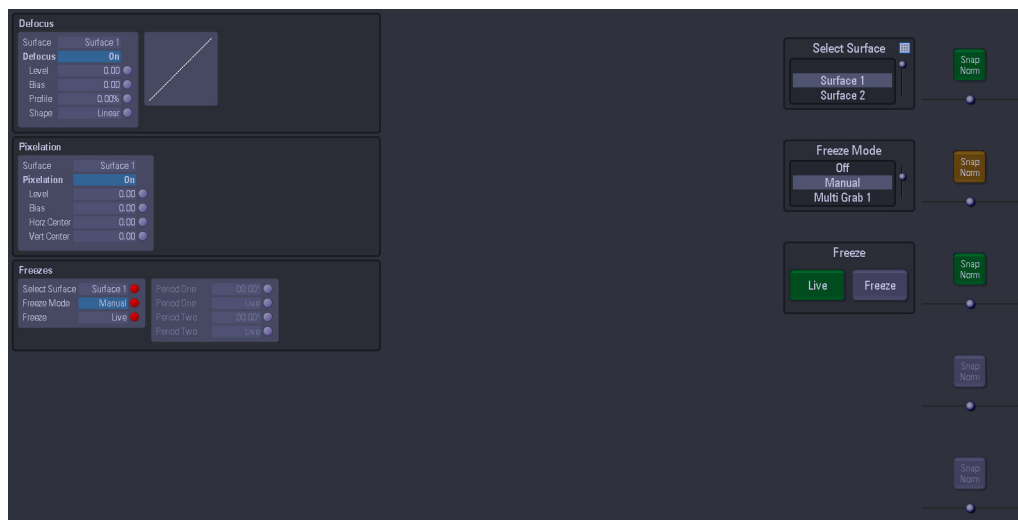 Defocus
Surface Surface 1
Defocus On
Level 0.00
Bias 0.00
Profile 0.00%
Shape Linear
Pixelation
Surface Surface 1
Pixelation On
Level 0.00
Bias 0.00
Horz Center 0.00
Vert Center 0.00
Freezes
Select Surface Surface 1
Freeze Mode Manual
Freeze Live
Period One 00:00*
Period One Live
Period Two 00:00*
Period Two Live
Select Surface
Surface 1
Surface 2
Freeze Mode
Off
Manual
Multi Grab 1
Freeze
Live Freeze
Snap
Norm
Snap
Norm
Snap
Norm
Snap
Norm
Snap
Norm